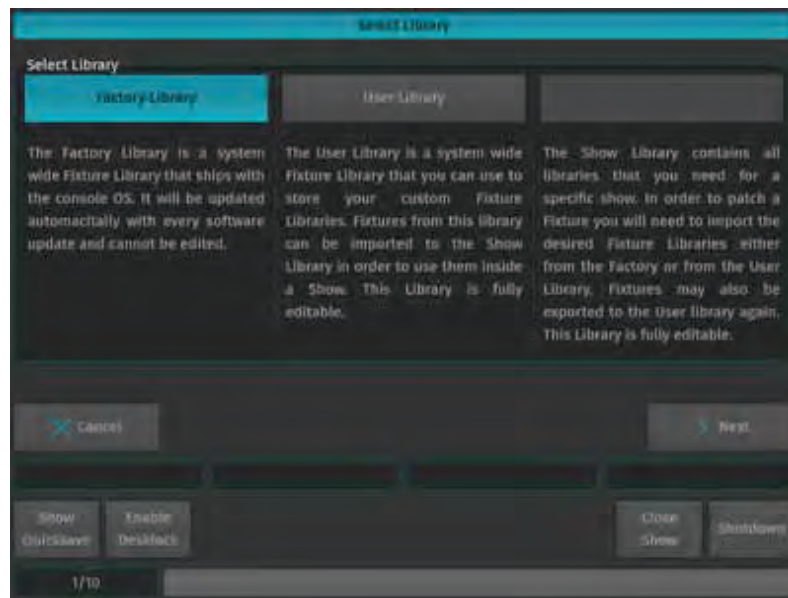 Select Library
Select Library
Factory Library
User Library
The Factory Library is a system
wide Fixture Library that ships with
the console OS. It will be updated
automacitally with every software
update and cannot be edited.
The User Library is a system wide
Fixture Library that you can use to
store your custom Fixture
Libraries. Fixtures from this library
can be imported to the Show
Library in order to use them inside
a Show. This Library is fully
editable.
The Show Library contains all
libraries that you need for a
specific show. In order to patch a
Fixture you will need to import the
desired Fixture Libraries either
from the Factory or from the User
Library. Fixtures may also be
exported to the User library again.
This Library is fully editable.
Cancel
Next
Show
Quicksave
Enable
Desklock
Close
Show
Shutdown
1/10